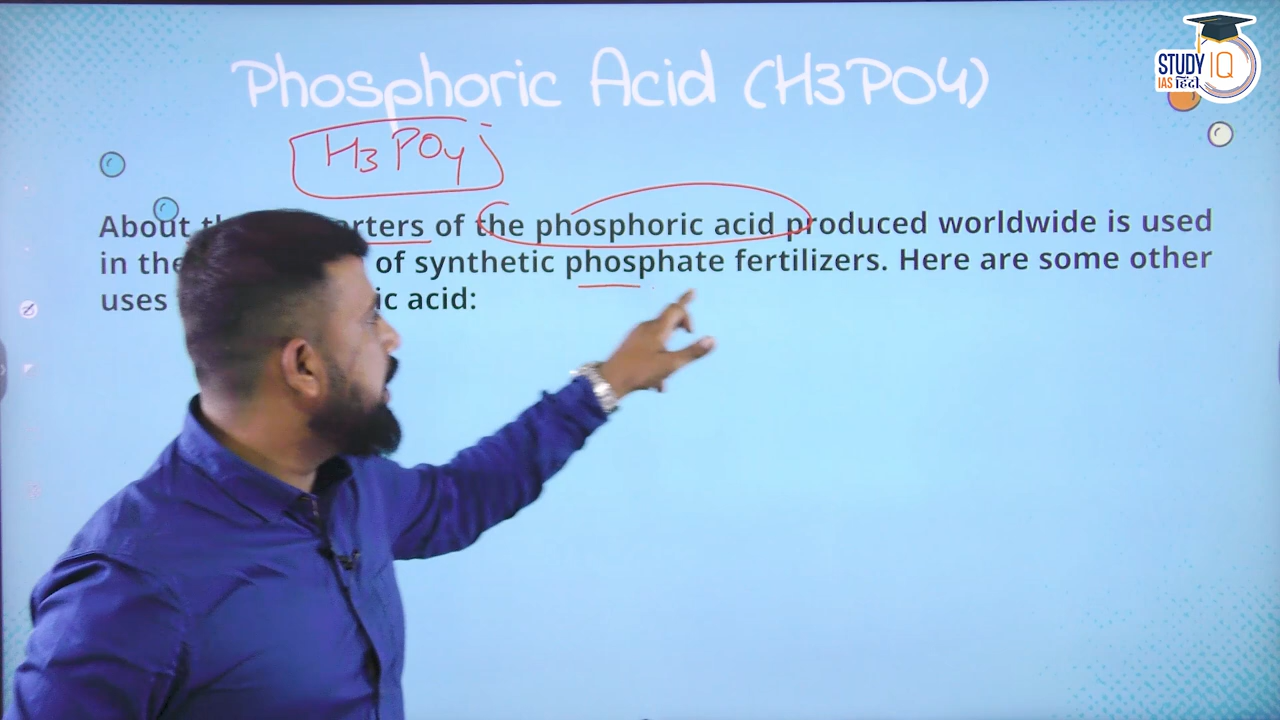 Phosphoric Acid (H3PO4)
STUDY IQ
IAS हिंदी
H3PO4
About arters of the phosphoric acid produced worldwide is used
in the of synthetic phosphate fertilizers. Here are some other
uses ic acid: